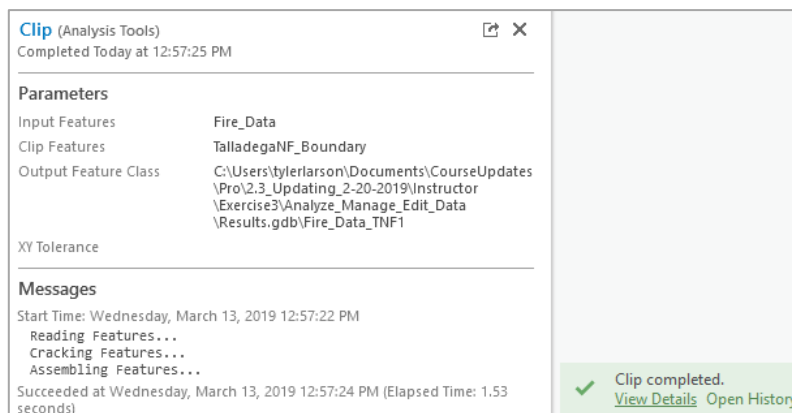 Clip (Analysis Tools)
Completed Today at 12:57:25 PM
Parameters
Input Features Fire_Data
Clip Features TalladegaNF_Boundary
Output Feature Class C:\Users\tylerlarson\Documents\CourseUpdates
\Pro\2.3_Updating_2-20-2019\Instructor
\Exercise3\Analyze_Manage_Edit_Data
\Results.gdb\Fire_Data_TNF1
XY Tolerance
Messages
Start Time: Wednesday, March 13, 2019 12:57:22 PM
Reading Features...
Cracking Features...
Assembling Features...
Succeeded at Wednesday, March 13, 2019 12:57:24 PM (Elapsed Time: 1.53
seconds)
Clip completed.
View Details Open History